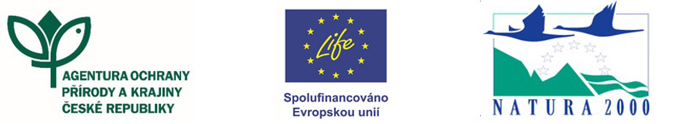 AGENTURA OCHRANY
PŘÍRODY A KRAJINY
ČESKÉ REPUBLIKY
Life
Spolufinancováno
Evropskou unií
NATURA 2000